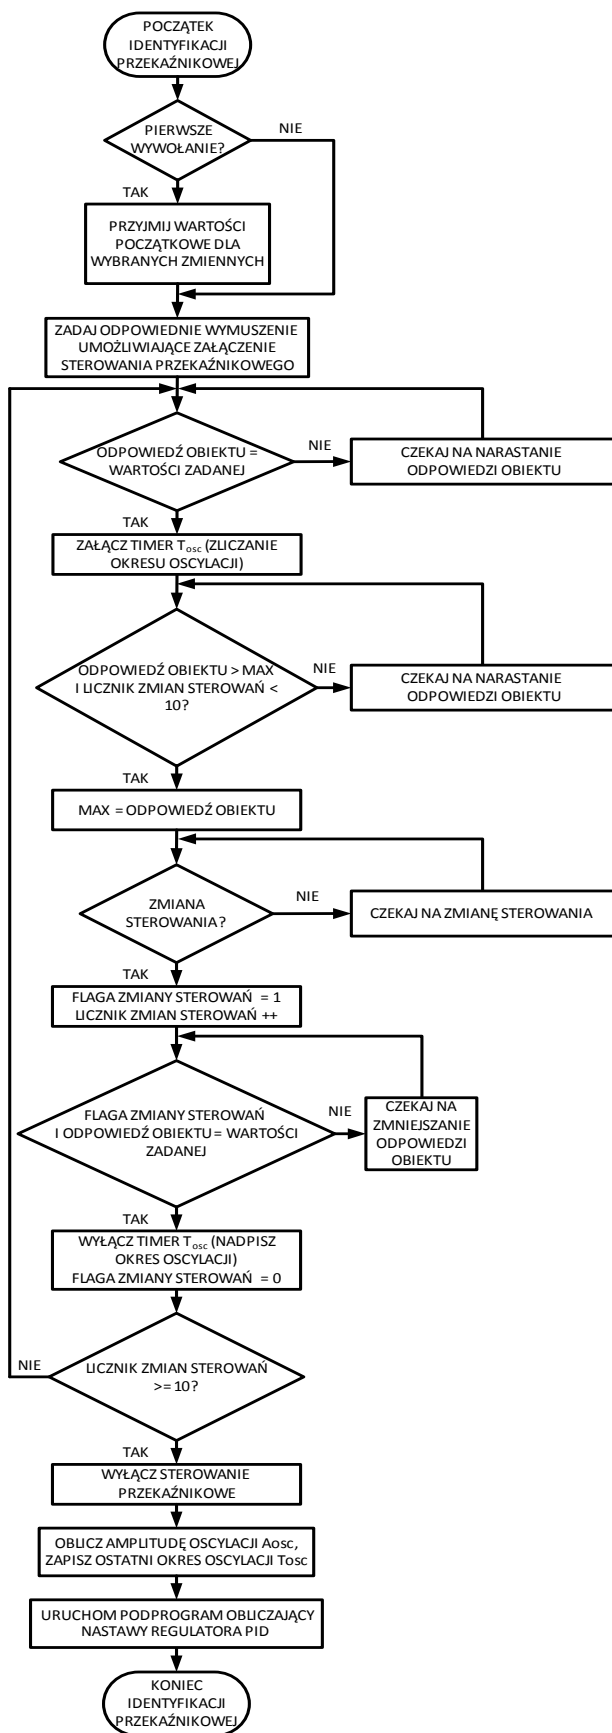 POCZĄTEK
IDENTYFIKACJI
PRZEKAŹNIKOWEJ
PIERWSZE
WYWOŁANIE?
NIE
TAK
PRZYJMIJ WARTOŚCI
POCZĄTKOWE DLA
WYBRANYCH ZMIENNYCH
ZADAJ ODPOWIEDNIE WYMUSZENIE
UMOŻLIWIAJĄCE ZAŁĄCZENIE
STEROWANIA PRZEKAŹNIKOWEGO
ODPOWIEDŹ OBIEKTU =
WARTOŚCI ZADANEJ
NIE
CZEKAJ NA NARASTANIE
ODPOWIEDZI OBIEKTU
TAK
ZAŁĄCZ TIMER Tosc (ZLICZANIE
OKRESU OSCYLACJI)
ODPOWIEDŹ OBIEKTU > MAX
I LICZNIK ZMIAN STEROWAŃ <
10?
NIE
CZEKAJ NA NARASTANIE
ODPOWIEDZI OBIEKTU
TAK
MAX = ODPOWIEDŹ OBIEKTU
ZMIANA
STEROWANIA?
NIE
CZEKAJ NA ZMIANĘ STEROWANIA
TAK
FLAGA ZMIANY STEROWAŃ = 1
LICZNIK ZMIAN STEROWAŃ ++
FLAGA ZMIANY STEROWAŃ
I ODPOWIEDŹ OBIEKTU = WARTOŚCI
ZADANEJ
NIE
CZEKAJ NA
ZMNIEJSZANIE
ODPOWIEDZI
OBIEKTU
TAK
WYŁĄCZ TIMER Tosc (NADPISZ
OKRES OSCYLACJI)
FLAGA ZMIANY STEROWAŃ = 0
NIE
LICZNIK ZMIAN STEROWAŃ
>= 10?
TAK
WYŁĄCZ STEROWANIE
PRZEKAŹNIKOWE
OBLICZ AMPLITUDĘ OSCYLACJI Aosc,
ZAPISZ OSTATNI OKRES OSCYLACJI Tosc
URUCHOM PODPROGRAM OBLICZAJĄCY
NASTAWY REGULATORA PID
KONIEC
IDENTYFIKACJI
PRZEKAŹNIKOWEJ